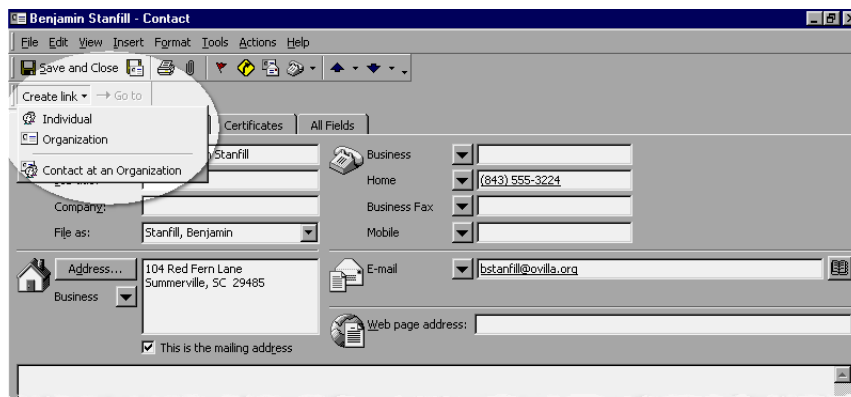 Benjamin Stanfill - Contact
File Edit View Insert Format Tools Actions Help
Save and Close
Create link Go to
Individual
Organization
Contact at an Organization
Certificates All Fields
Stanfill
Business
Home (843) 555-3224
Company:
Business Fax
File as: Stanfill, Benjamin
Mobile
Address...
104 Red Fern Lane
Summerville, SC 29485
Business
E-mail bstanfill@ovilla.org
Web page address:
This is the mailing address